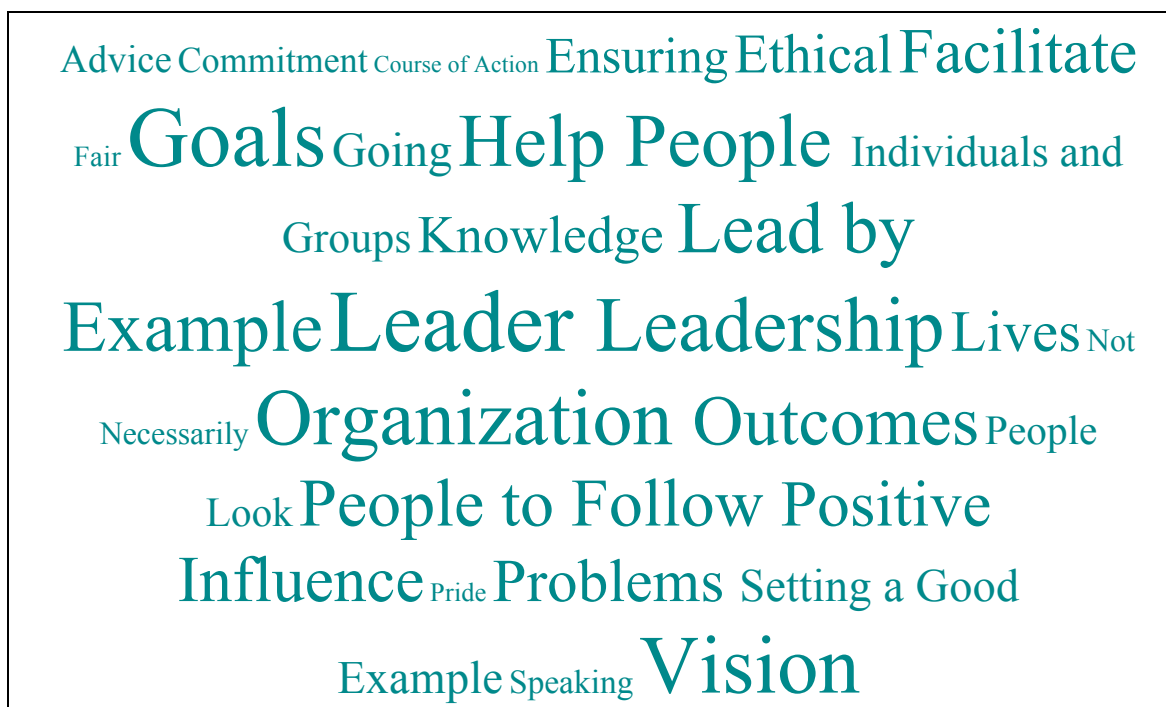 Advice Commitment Course of Action Ensuring Ethical Facilitate
Fair Goals Going Help People Individuals and
Groups Knowledge Lead by
Example Leader Leadership Lives Not
Necessarily Organization Outcomes People
Look People to Follow Positive
Influence Pride Problems Setting a Good
Example Speaking Vision